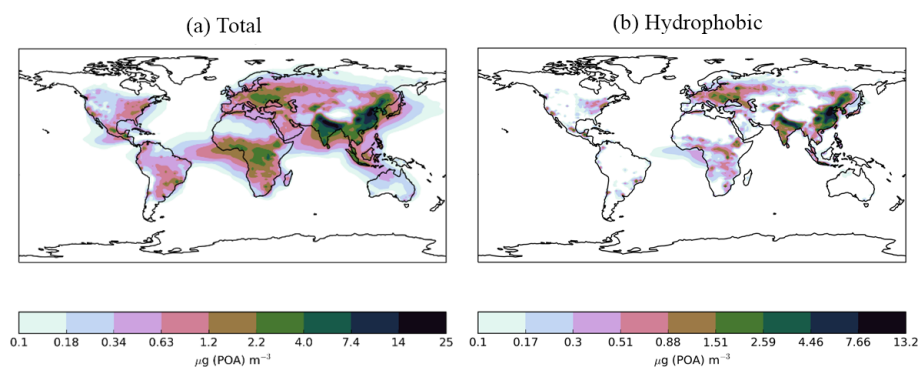 (a) Total
(b) Hydrophobic
0.1 0.18 0.34 0.63 1.2 2.2 4.0 7.4 14 25
μg (POA) m⁻³
0.1 0.17 0.3 0.51 0.88 1.51 2.59 4.46 7.66 13.2
μg (POA) m⁻³